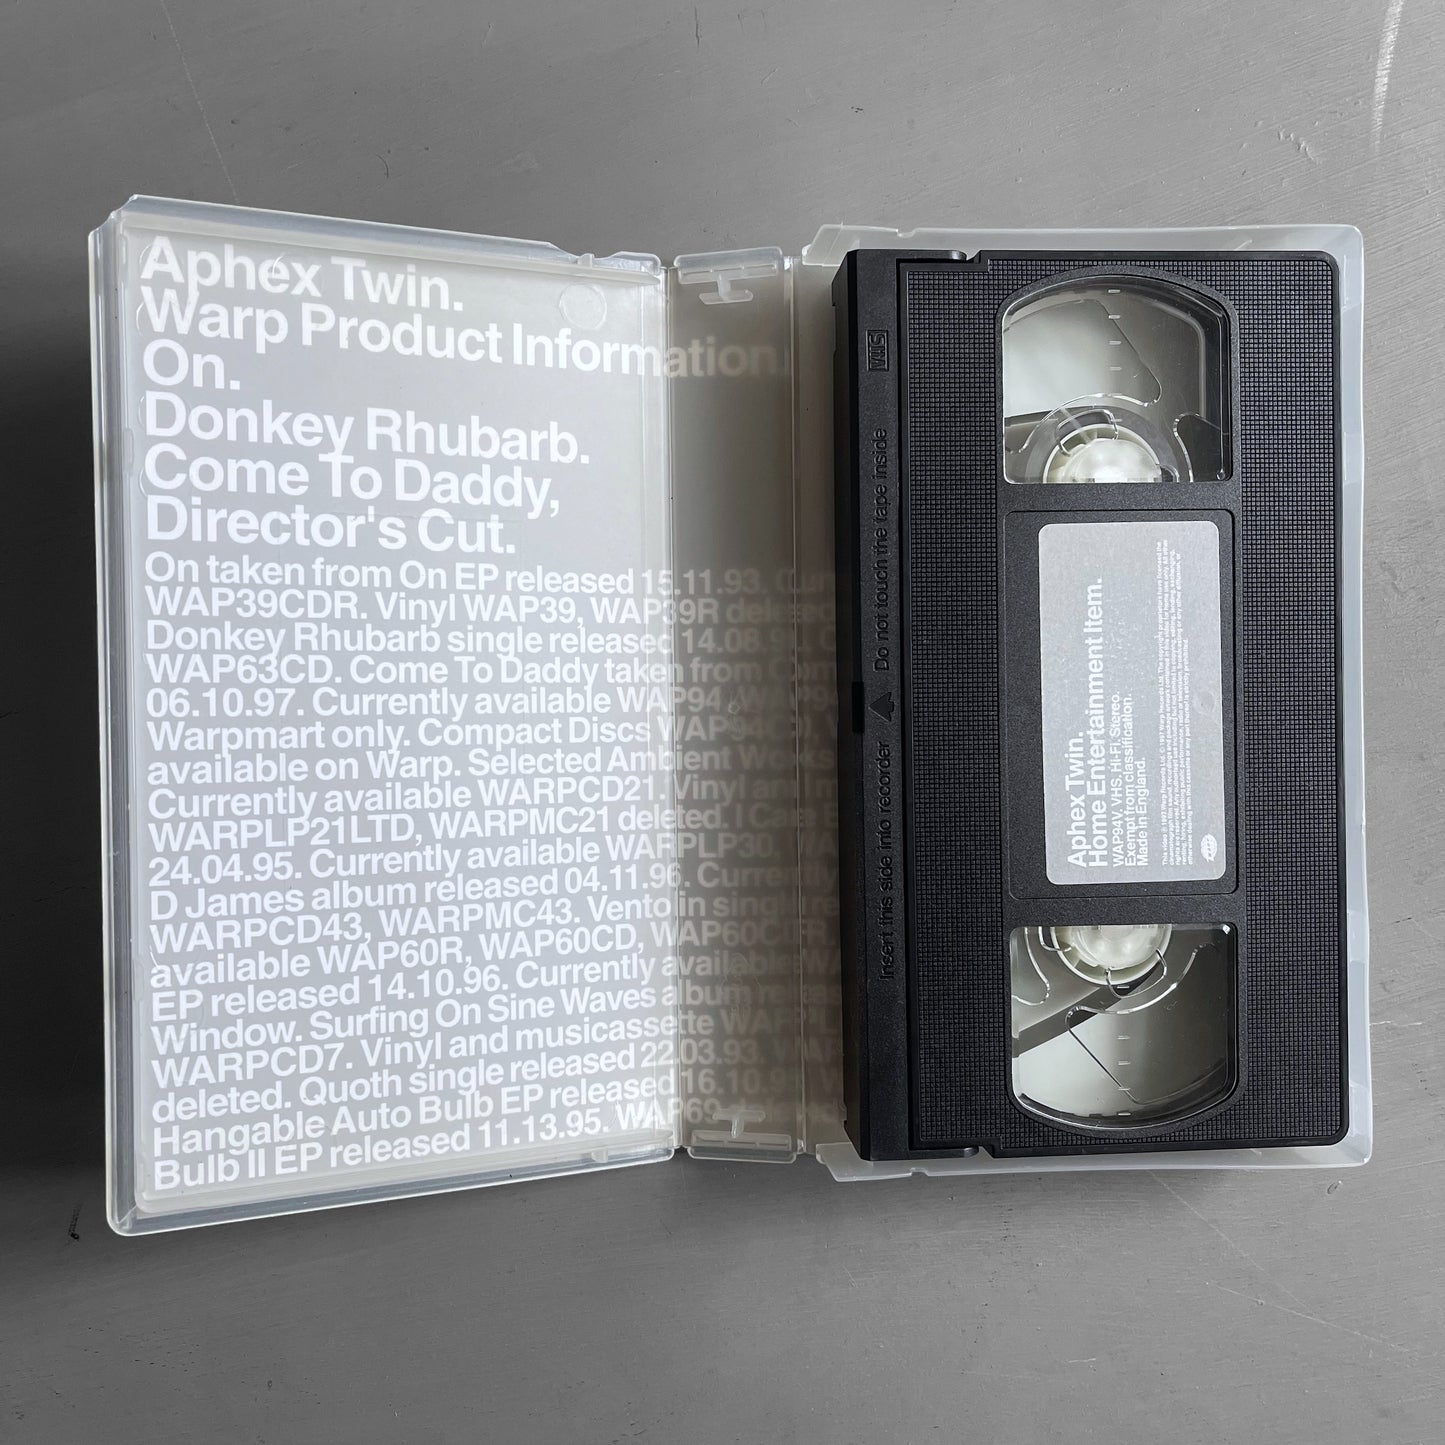 Aphex Twin.
Warp Product Information.
On.
Donkey Rhubarb.
Come To Daddy,
Director's Cut.
On taken from On EP released 15.11.93.
WAP39CDR. Vinyl WAP39, WAP39R deleted
Donkey Rhubarb single released 14.08.
WAP63CD. Come To Daddy taken from
06.10.97. Currently available WAP94,
Warpmart only. Compact Discs WAP94CD,
available on Warp. Selected Ambient Works
Currently available WARPCD21. Vinyl and
WARPLP21LTD, WARPMC21 deleted. I Care
24.04.95. Currently available WARPLP30,
D James album released 04.11.96.
WARPCD43, WARPMC43. Ventolin single
available WAP60R, WAP60CD,
EP released 14.10.96. Currently available
Window. Surfing On Sine Waves album
WARPCD7. Vinyl and musicassette
deleted. Quoth single released 22.03.93.
Hangable Auto Bulb EP released 16.10.
Bulb II EP released 11.13.95. WAP69
VHS
Do not touch the tape inside
Insert this side into recorder
Aphex Twin.
Home Entertainment Item.
WAP94V, VHS, Hi-Fi, Stereo.
Exempt from classification.
Made in England.